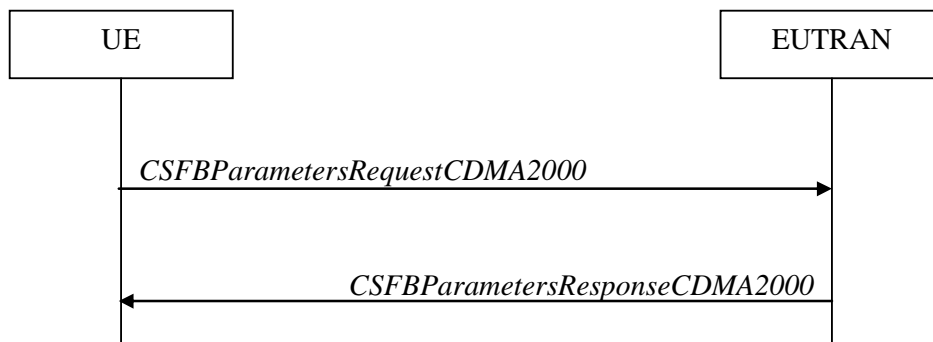 UE
EUTRAN
CSFBParametersRequestCDMA2000
CSFBParametersResponseCDMA2000